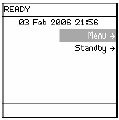 READY
03 Feb 2006 21:56
Menu →
Standby →